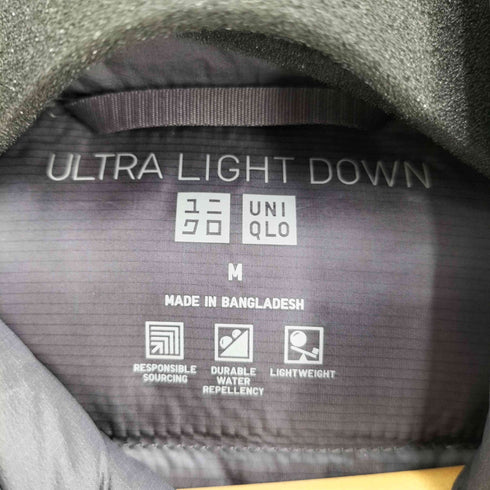 ULTRA LIGHT DOWN
ユニ UNI
クロ QLO
M
MADE IN BANGLADESH
RESPONSIBLE SOURCING
DURABLE WATER REPELLENCY
LIGHTWEIGHT